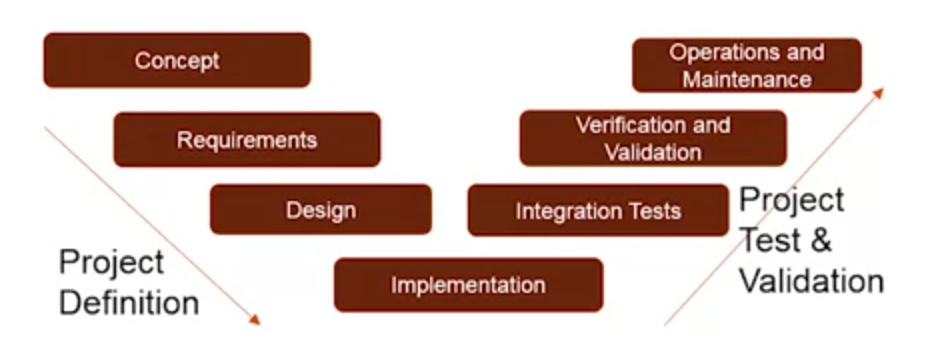 Concept
Operations and
Maintenance
Requirements
Verification and
Validation
Design
Integration Tests
Project
Test &
Validation
Project
Definition
Implementation